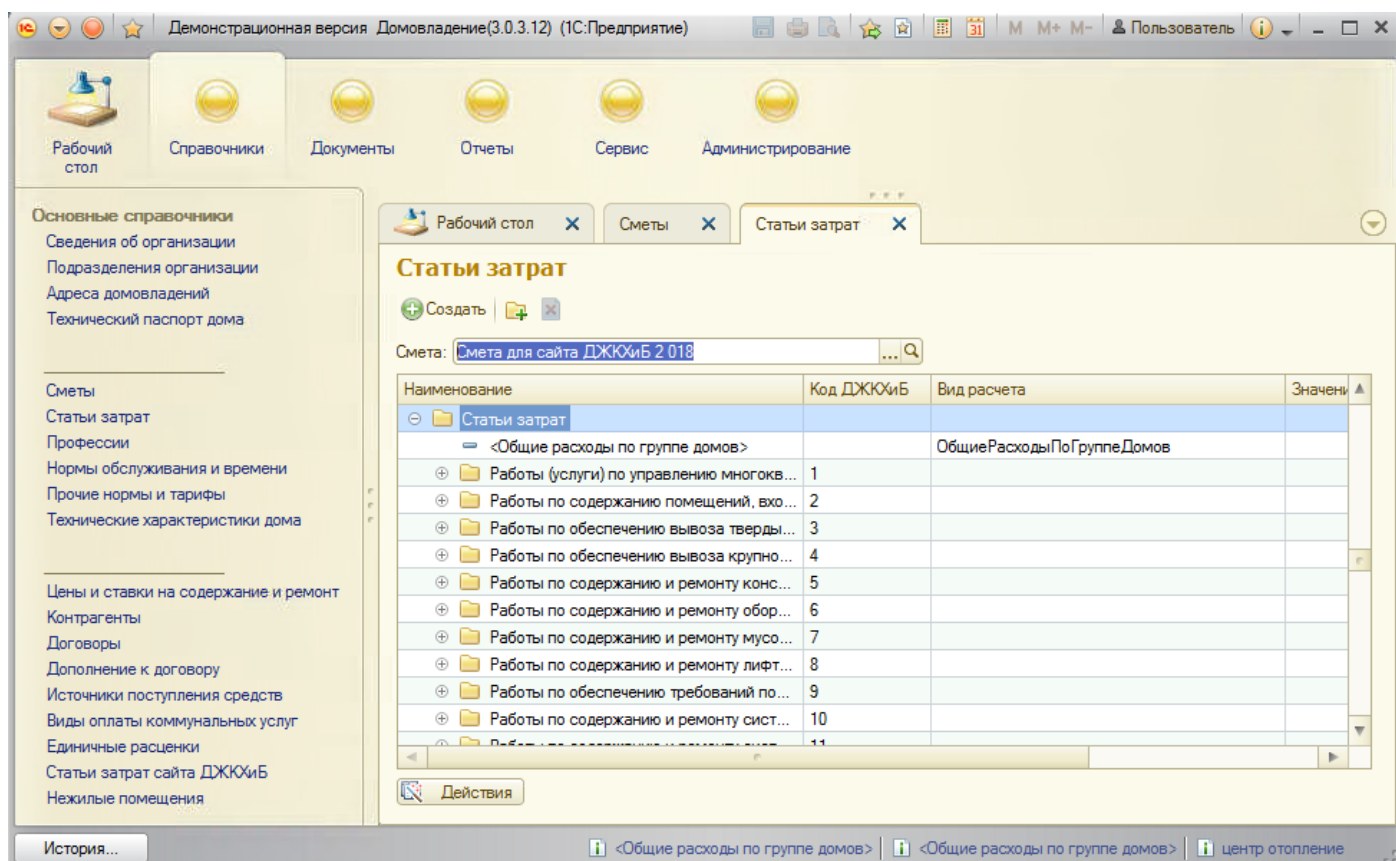 Демонстрационная версия Домовладение(3.0.3.12) (1С:Предприятие)
31 M M+ M- Пользователь
Рабочий стол
Справочники
Документы
Отчеты
Сервис
Администрирование
Основные справочники
Сведения об организации
Подразделения организации
Адреса домовладений
Технический паспорт дома
Сметы
Статьи затрат
Профессии
Нормы обслуживания и времени
Прочие нормы и тарифы
Технические характеристики дома
Цены и ставки на содержание и ремонт
Контрагенты
Договоры
Дополнение к договору
Источники поступления средств
Виды оплаты коммунальных услуг
Единичные расценки
Статьи затрат сайта ДЖКХиБ
Нежилые помещения
Рабочий стол Сметы Статьи затрат
Статьи затрат
Создать
Смета: Смета для сайта ДЖКХиБ 2 018 ...
Наименование Код ДЖКХиБ Вид расчета Значени
Статьи затрат
<Общие расходы по группе домов> ОбщиеРасходыПоГруппеДомов
Работы (услуги) по управлению многокв... 1
Работы по содержанию помещений, вхо... 2
Работы по обеспечению вывоза тверды... 3
Работы по обеспечению вывоза крупно... 4
Работы по содержанию и ремонту конс... 5
Работы по содержанию и ремонту обор... 6
Работы по содержанию и ремонту мусо... 7
Работы по содержанию и ремонту лифт... 8
Работы по обеспечению требований по... 9
Работы по содержанию и ремонту сист... 10
Работы по содержанию и ремонту сист... 11
Действия
История... <Общие расходы по группе домов> <Общие расходы по группе домов> центр отопление